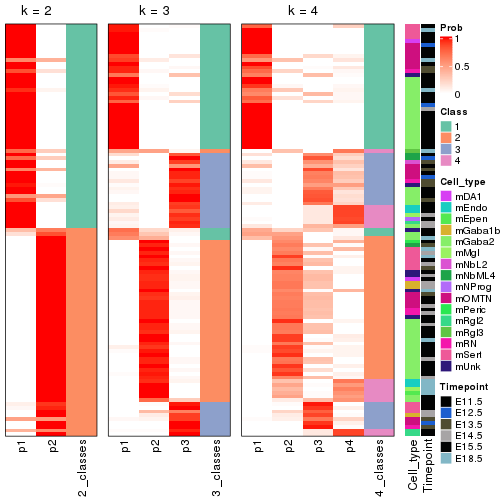 k = 2
k = 3
k = 4
p1
p2
2_classes
p1
p2
p3
3_classes
p1
p2
p3
p4
4_classes
Cell_type
Timepoint
Prob
1
0.5
0
Class
1
2
3
4
Cell_type
mDA1
mEndo
mEpen
mGaba1b
mGaba2
mMgl
mNbL2
mNbML4
mNProg
mOMTN
mPeric
mRgl2
mRgl3
mRN
mSert
mUnk
Timepoint
E11.5
E12.5
E13.5
E14.5
E15.5
E18.5